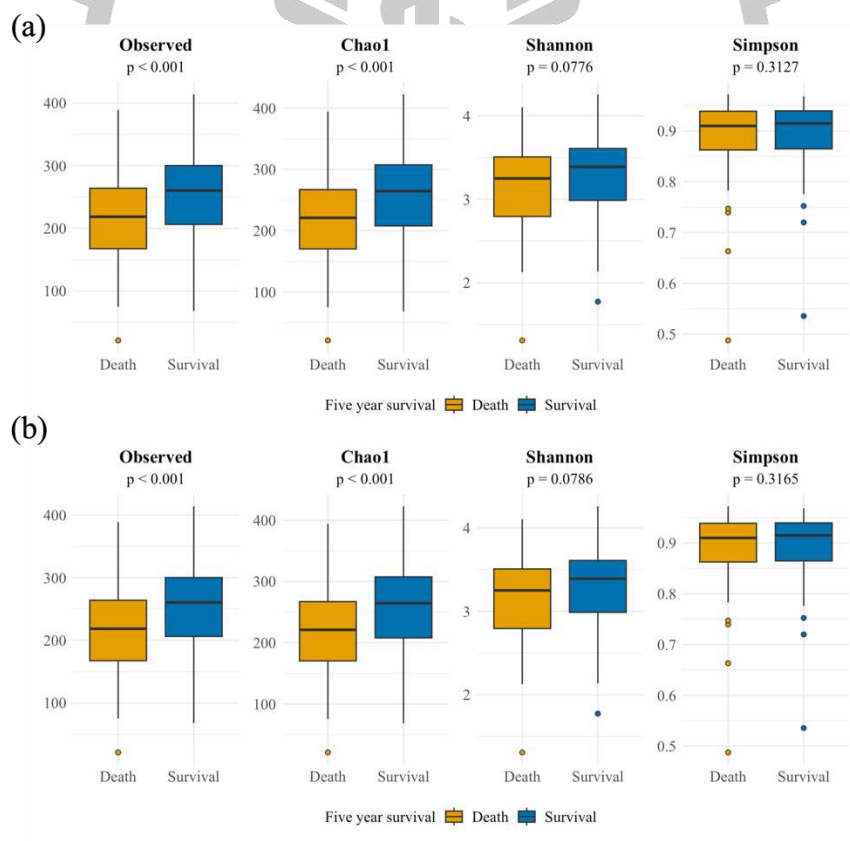 (a)
Observed Chao1 Shannon Simpson
p < 0.001 p < 0.001 p = 0.0776 p = 0.3127
400 400 4 0.9
300 300 3 0.8
200 200 2 0.7
100 100 0.6
0.5
Death Survival Death Survival Death Survival Death Survival
Five year survival Death Survival
(b)
Observed Chao1 Shannon Simpson
p < 0.001 p < 0.001 p = 0.0786 p = 0.3165
400 400 4 0.9
300 300 3 0.8
200 200 2 0.7
100 100 0.6
0.5
Death Survival Death Survival Death Survival Death Survival
Five year survival Death Survival